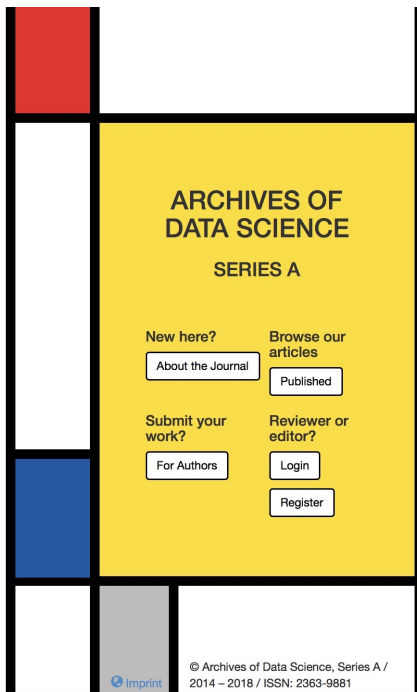 ARCHIVES OF
DATA SCIENCE
SERIES A
New here?
About the Journal
Browse our
articles
Published
Submit your
work?
For Authors
Reviewer or
editor?
Login
Register
Imprint
© Archives of Data Science, Series A /
2014 – 2018 / ISSN: 2363-9881